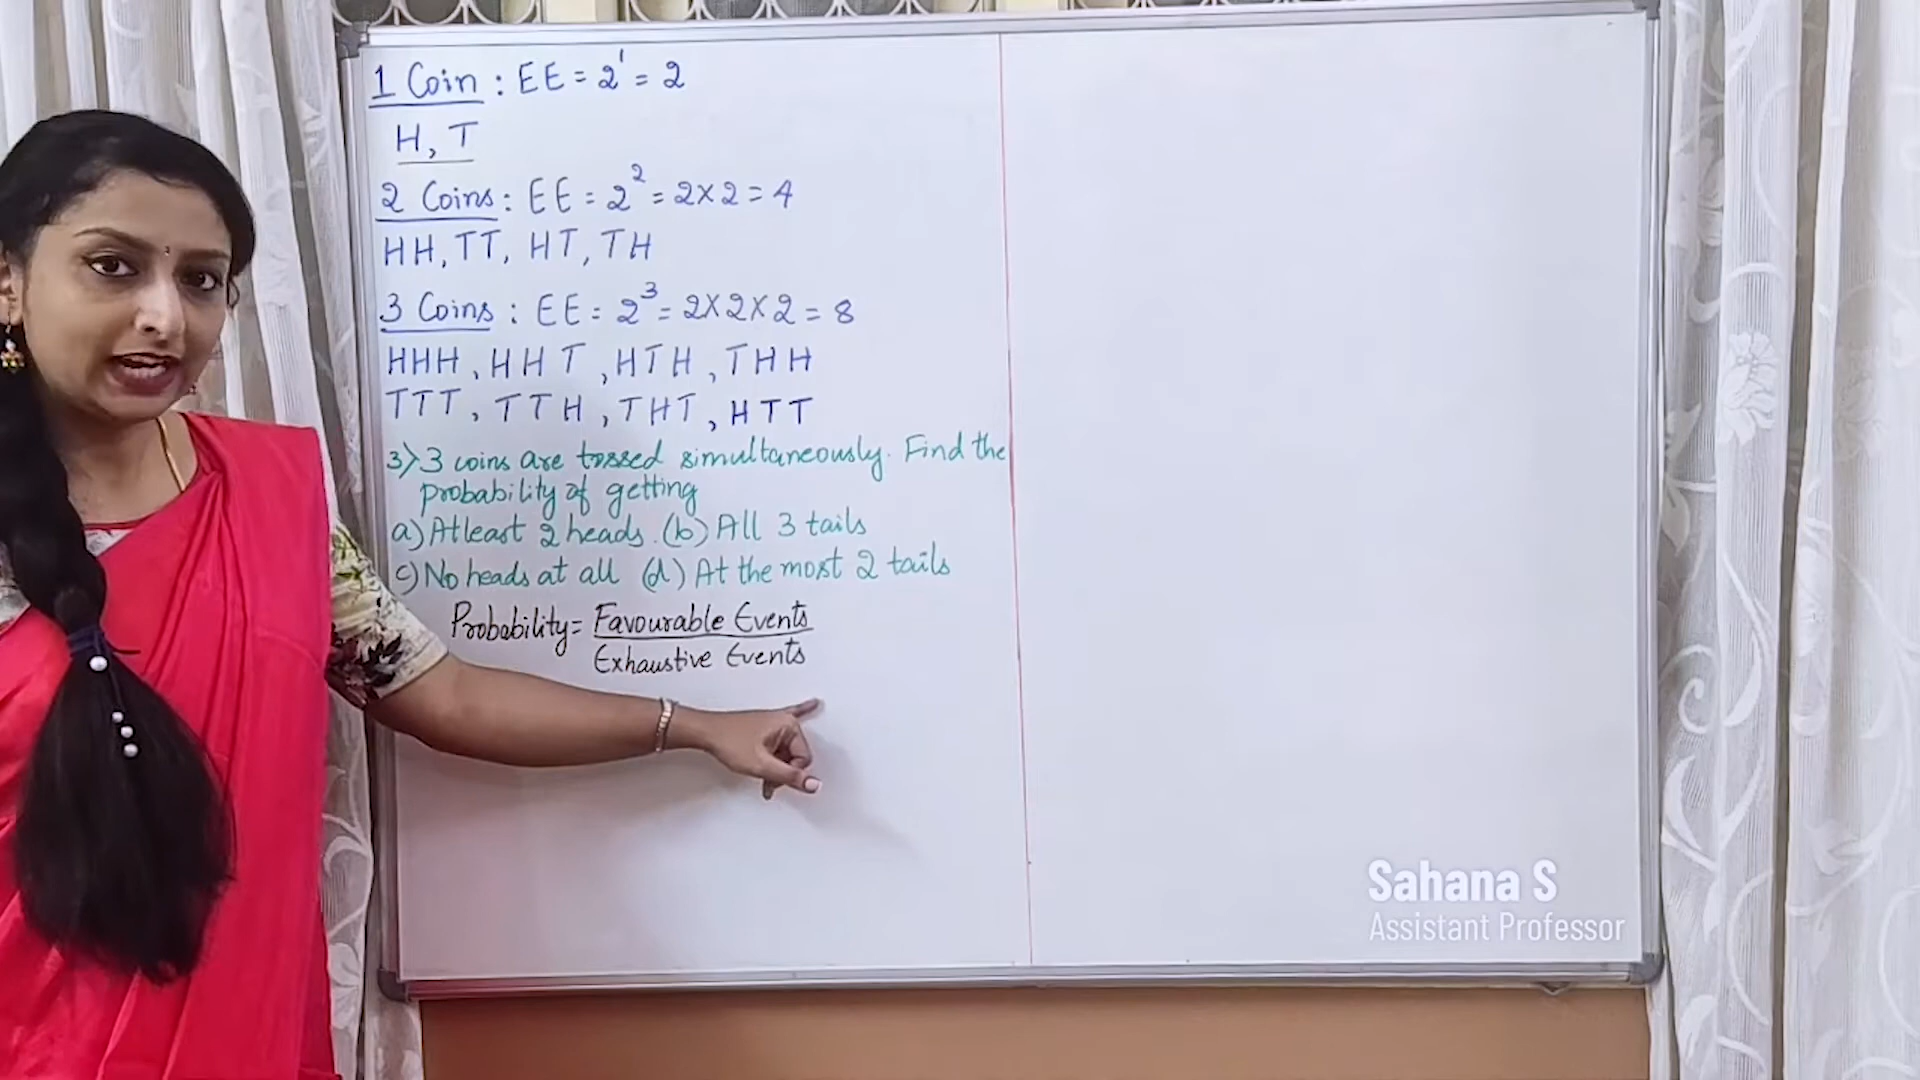 1 Coin : EE = 2¹ = 2
H, T
2 Coins : EE = 2² = 2×2 = 4
HH, TT, HT, TH
3 Coins : EE = 2³ = 2×2×2 = 8
HHH, HHT, HTH, THH
TTT, TTH, THT, HTT
3) 3 coins are tossed simultaneously. Find the
probability of getting
a) Atleast 2 heads. (b) All 3 tails
c) No heads at all (d) At the most 2 tails
Probability = Favourable Events
Exhaustive Events
Sahana S
Assistant Professor